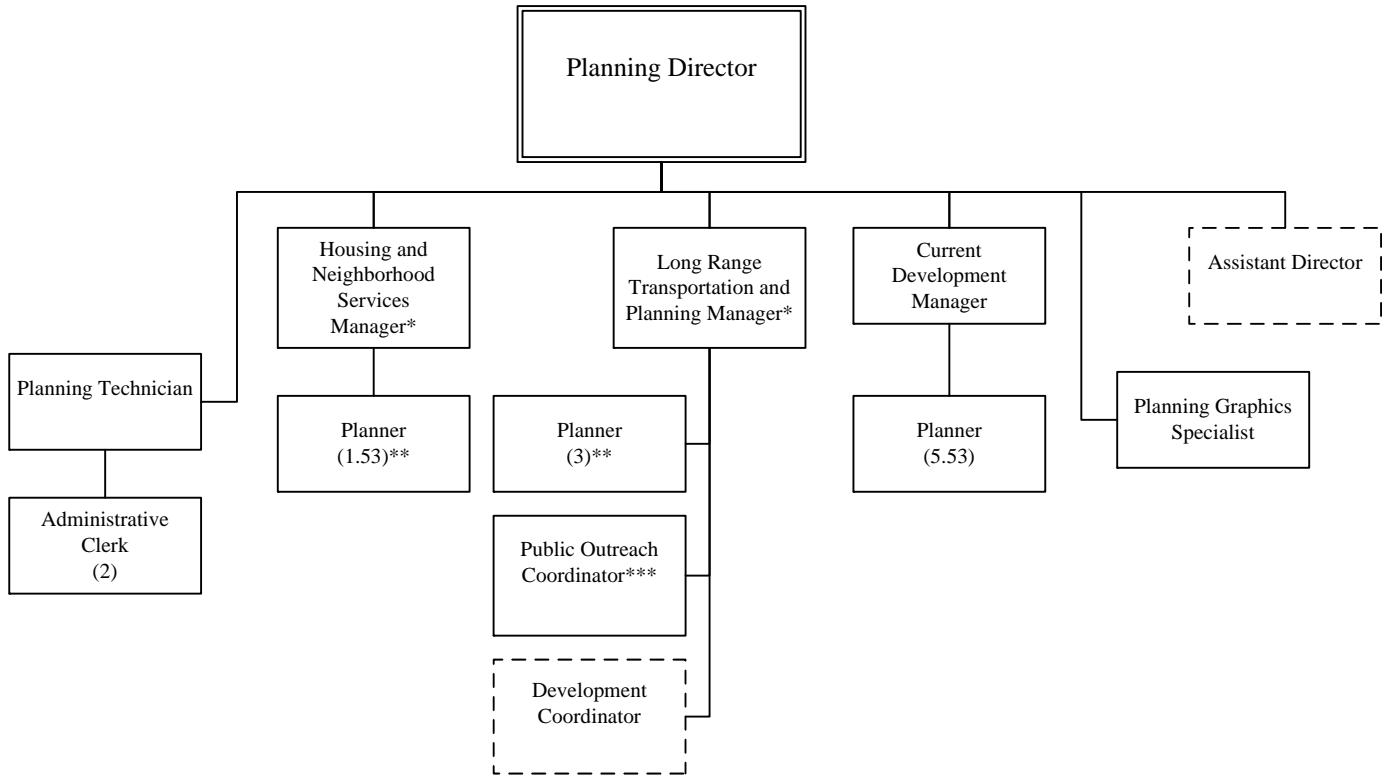 Planning Director
Housing and
Neighborhood
Services
Manager*
Long Range
Transportation and
Planning Manager*
Current
Development
Manager
Assistant Director
Planning Technician
Planner
(1.53)**
Planner
(3)**
Planner
(5.53)
Planning Graphics
Specialist
Administrative
Clerk
(2)
Public Outreach
Coordinator***
Development
Coordinator